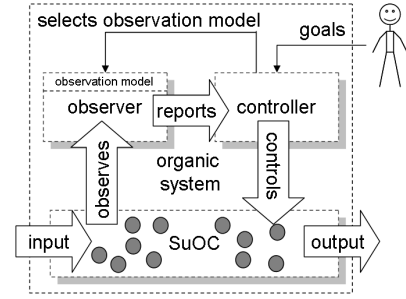 selects observation model
goals
observation model
observer
reports
controller
observes
organic
system
controls
input
SuOC
output